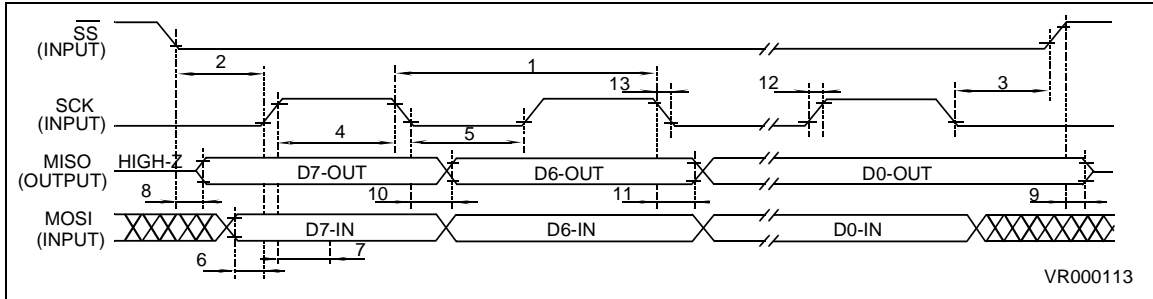 SS
(INPUT)
2
1
13
12
3
SCK
(INPUT)
4
5
MISO
(OUTPUT)
HIGH-Z
D7-OUT
D6-OUT
D0-OUT
8
10
11
9
MOSI
(INPUT)
D7-IN
D6-IN
D0-IN
6
7
VR000113